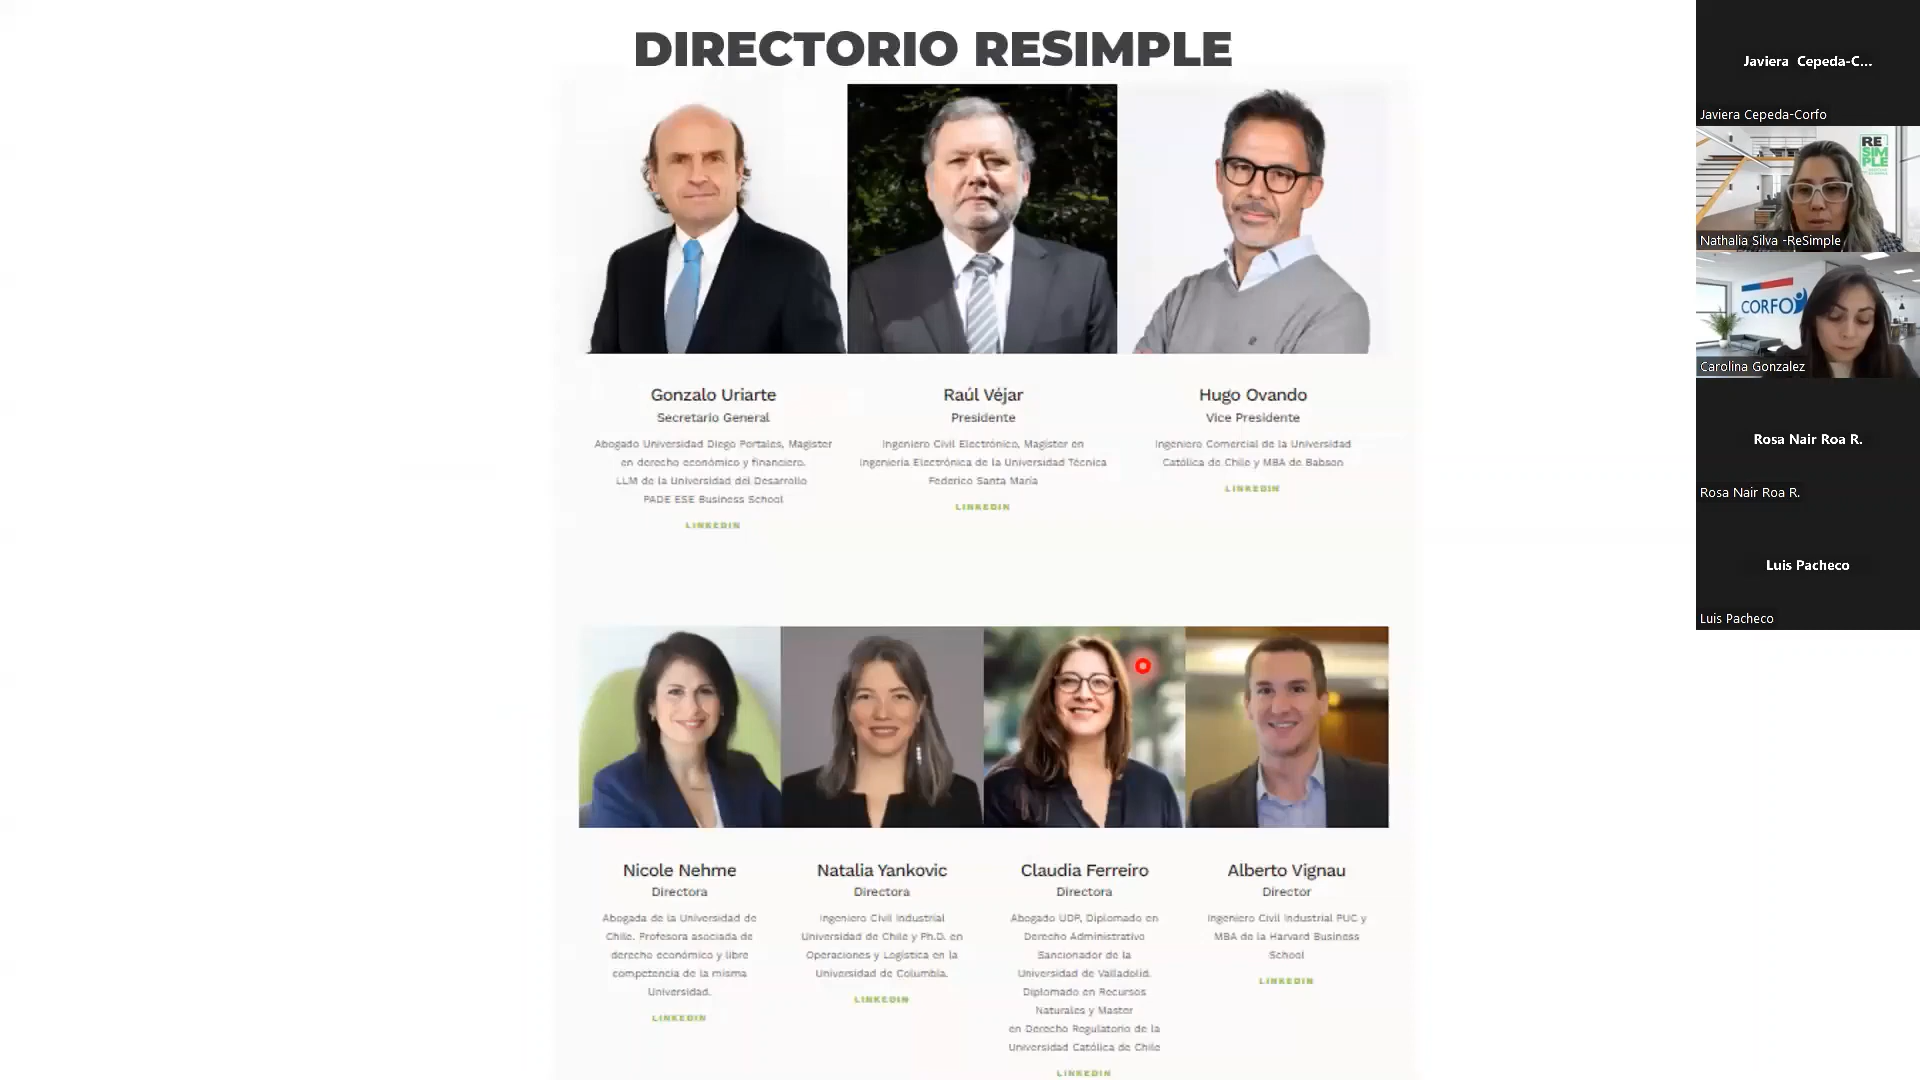 DIRECTORIO RESIMPLE
Gonzalo Uriarte
Secretario General
Abogado Universidad Diego Portales, Magister
en derecho económico y financiero.
LLM de la Universidad del Desarrollo
PADE ESE Business School
LINKEDIN
Raúl Véjar
Presidente
Ingeniero Civil Electrónico, Magíster en
Ingeniería Electrónica de la Universidad Técnica
Federico Santa María
LINKEDIN
Hugo Ovando
Vice Presidente
Ingeniero Comercial de la Universidad
Católica de Chile y MBA de Babson
LINKEDIN
Nicole Nehme
Directora
Abogada de la Universidad de
Chile. Profesora asociada de
derecho económico y libre
competencia de la misma
Universidad.
LINKEDIN
Natalia Yankovic
Directora
Ingeniero Civil Industrial
Universidad de Chile y Ph.D. en
Operaciones y Logística en la
Universidad de Columbia.
LINKEDIN
Claudia Ferreiro
Directora
Abogado UDP, Diplomado en
Derecho Administrativo
Sancionador de la
Universidad de Valladolid.
Diplomado en Recursos
Naturales y Master
en Derecho Regulatorio de la
Universidad Católica de Chile
LINKEDIN
Alberto Vignau
Director
Ingeniero Civil Industrial PUC y
MBA de la Harvard Business
School
LINKEDIN
Javiera Cepeda-C...
Javiera Cepeda-Corfo
RE
SIM
PLE
Nathalia Silva -ReSimple
CORFO
Carolina Gonzalez
Rosa Nair Roa R.
Rosa Nair Roa R.
Luis Pacheco
Luis Pacheco